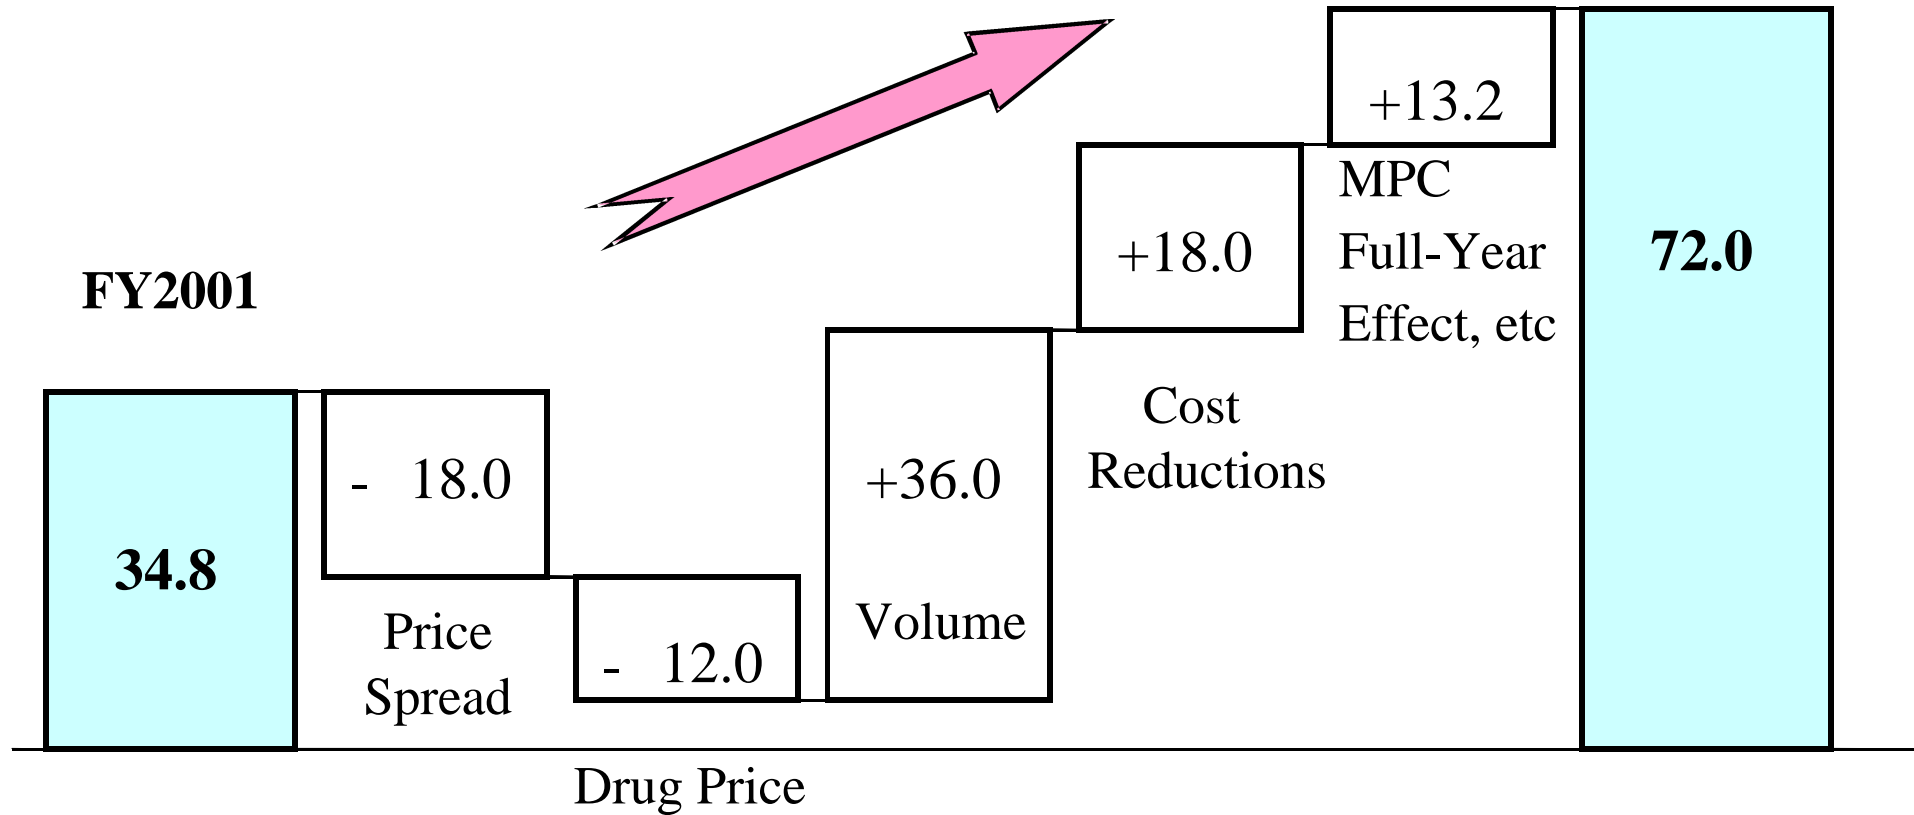 FY2001
34.8
- 18.0
Price
Spread
- 12.0
Drug Price
+36.0
Volume
+18.0
Cost
Reductions
+13.2
MPC
Full-Year
Effect, etc
72.0